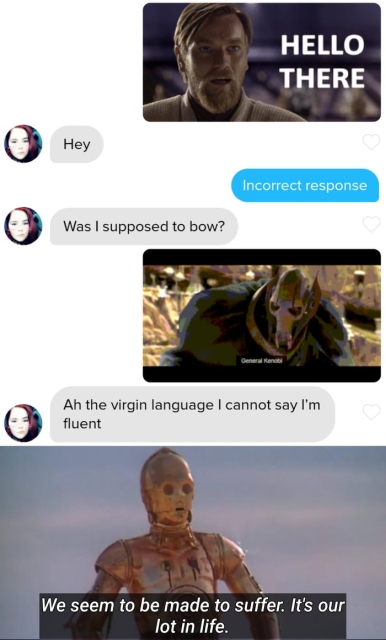 HELLO
THERE
Hey
Incorrect response
Was I supposed to bow?
General Kenobi
Ah the virgin language I cannot say I'm
fluent
We seem to be made to suffer. It's our
lot in life.